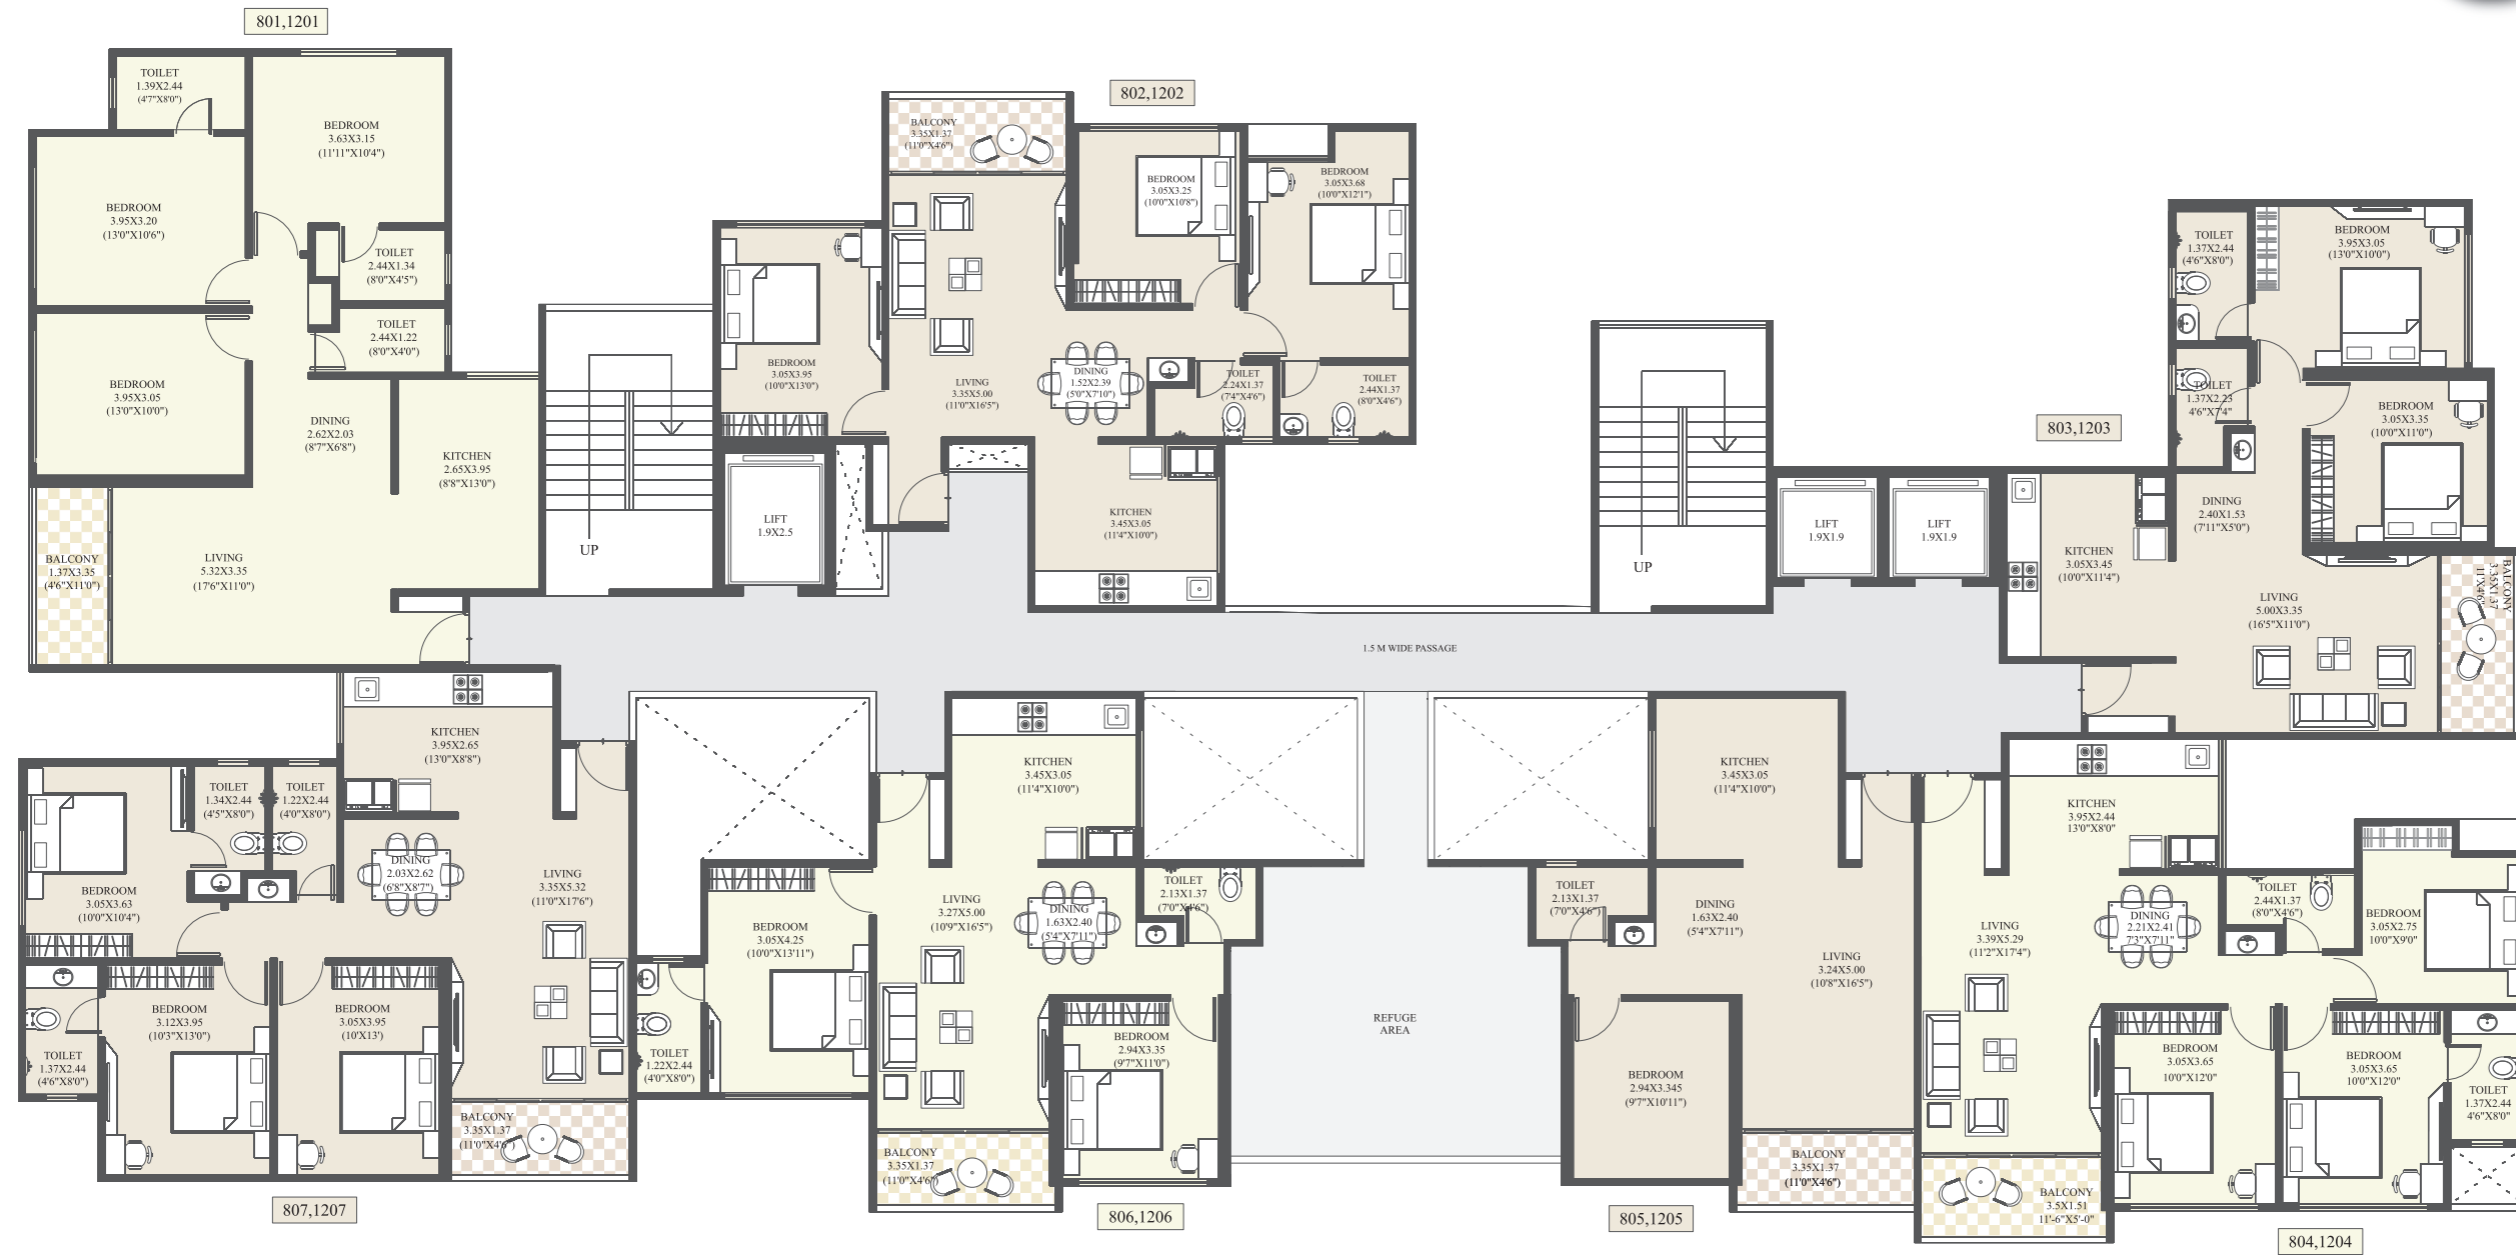 801,1201
TOILET
1.39X2.44
(4'7"X8'0")
BEDROOM
3.63X3.15
(11'11"X10'4")
BEDROOM
3.95X3.20
(13'0"X10'6")
TOILET
2.44X1.34
(8'0"X4'5")
TOILET
2.44X1.22
(8'0"X4'0")
BEDROOM
3.95X3.05
(13'0"X10'0")
DINING
2.62X2.03
(8'7"X6'8")
KITCHEN
2.65X3.95
(8'8"X13'0")
BALCONY
1.37X3.35
(4'6"X11'0")
LIVING
5.32X3.35
(17'6"X11'0")
UP
802,1202
BALCONY
3.35X1.37
(11'0"X4'6")
BEDROOM
3.05X3.25
(10'0"X10'8")
BEDROOM
3.05X3.68
(10'0"X12'1")
BEDROOM
3.05X3.95
(10'0"X13'0")
LIVING
3.35X5.00
(11'0"X16'5")
DINING
1.52X2.39
(5'0"X7'10")
TOILET
2.24X1.37
(7'4"X4'6")
TOILET
2.44X1.37
(8'0"X4'6")
LIFT
1.9X2.5
KITCHEN
3.45X3.05
(11'4"X10'0")
UP
LIFT
1.9X1.9
LIFT
1.9X1.9
803,1203
TOILET
1.37X2.44
(4'6"X8'0")
BEDROOM
3.95X3.05
(13'0"X10'0")
TOILET
1.37X2.23
4'6"X7'4"
BEDROOM
3.05X3.35
(10'0"X11'0")
DINING
2.40X1.53
(7'11"X5'0")
KITCHEN
3.05X3.45
(10'0"X11'4")
LIVING
5.00X3.35
(16'5"X11'0")
BALCONY
3.35X1.37
11'X4'6"
1.5 M WIDE PASSAGE
KITCHEN
3.95X2.65
(13'0"X8'8")
TOILET
1.34X2.44
(4'5"X8'0")
TOILET
1.22X2.44
(4'0"X8'0")
BEDROOM
3.05X3.63
(10'0"X10'4")
DINING
2.03X2.62
(6'8"X8'7")
LIVING
3.35X5.32
(11'0"X17'6")
TOILET
1.37X2.44
(4'6"X8'0")
BEDROOM
3.12X3.95
(10'3"X13'0")
BEDROOM
3.05X3.95
(10'X13')
BALCONY
3.35X1.37
(11'0"X4'6")
807,1207
KITCHEN
3.45X3.05
(11'4"X10'0")
BEDROOM
3.05X4.25
(10'0"X13'11")
LIVING
3.27X5.00
(10'9"X16'5")
DINING
1.63X2.40
(5'4"X7'11")
TOILET
2.13X1.37
(7'0"X4'6")
TOILET
1.22X2.44
(4'0"X8'0")
BEDROOM
2.94X3.35
(9'7"X11'0")
BALCONY
3.35X1.37
(11'0"X4'6")
806,1206
REFUGE
AREA
KITCHEN
3.45X3.05
(11'4"X10'0")
TOILET
2.13X1.37
(7'0"X4'6")
DINING
1.63X2.40
(5'4"X7'11")
LIVING
3.24X5.00
(10'8"X16'5")
BEDROOM
2.94X3.345
(9'7"X10'11")
BALCONY
3.35X1.37
(11'0"X4'6")
805,1205
KITCHEN
3.95X2.44
13'0"X8'0"
TOILET
2.44X1.37
(8'0"X4'6")
BEDROOM
3.05X2.75
10'0"X9'0"
DINING
2.21X2.41
7'3"X7'11"
LIVING
3.39X5.29
(11'2"X17'4")
BEDROOM
3.05X3.65
10'0"X12'0"
BEDROOM
3.05X3.65
10'0"X12'0"
TOILET
1.37X2.44
4'6"X8'0"
BALCONY
3.5X1.51
11'-6"X5'-0"
804,1204